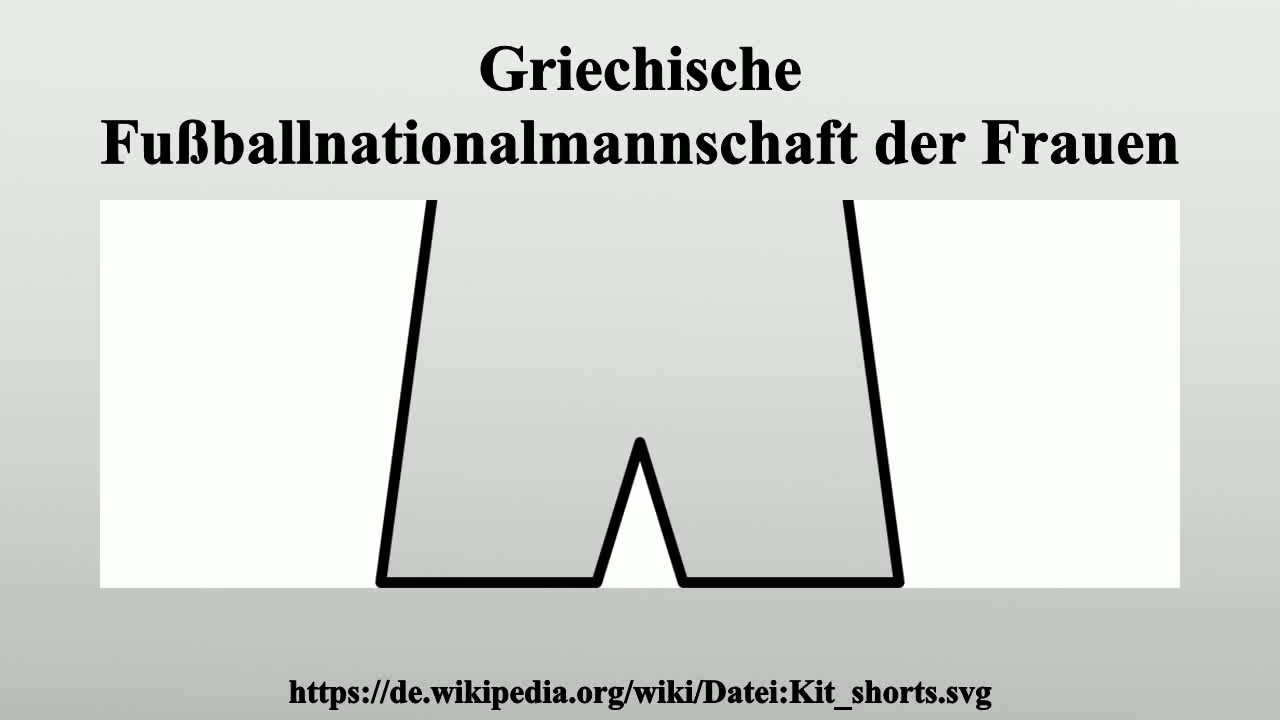 Griechische
Fußballnationalmannschaft der Frauen
https://de.wikipedia.org/wiki/Datei:Kit_shorts.svg